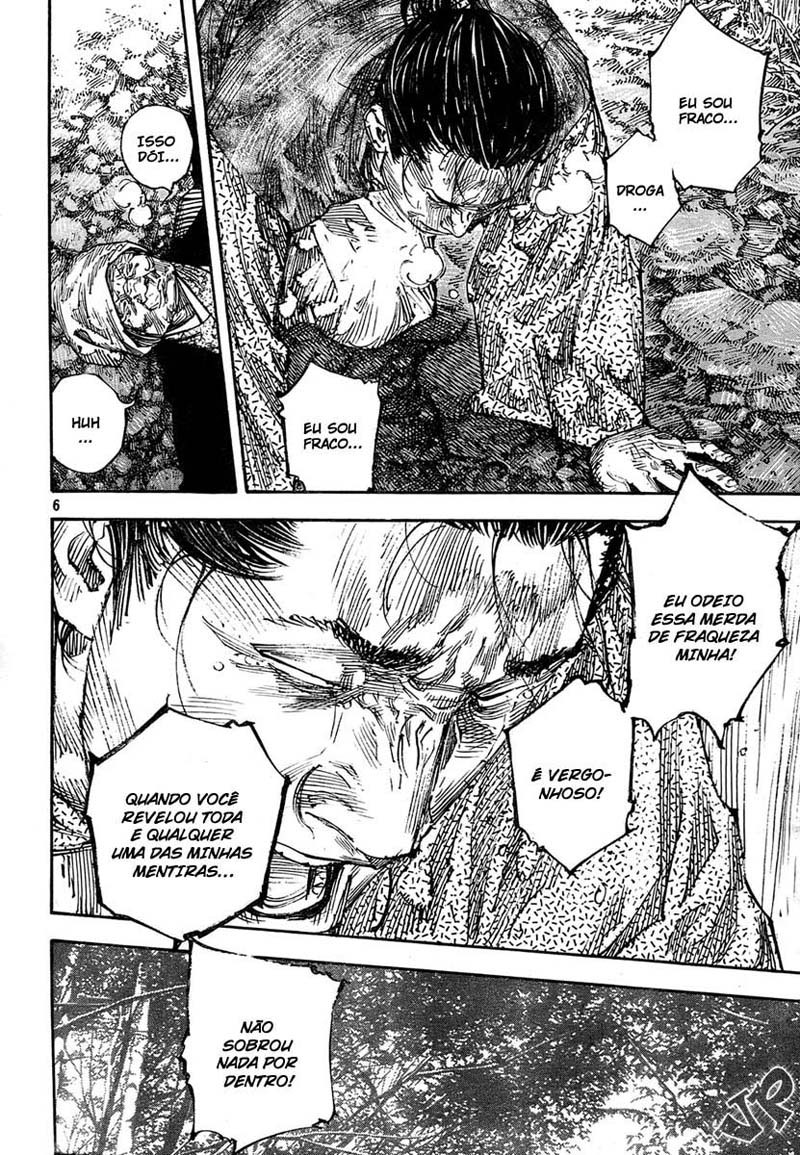 EU SOU
FRACO...
DROGA
...
EU SOU
FRACO...
ISSO
DÓI...
HUH
...
6
EU ODEIO
ESSA MERDA
DE FRAQUEZA
MINHA!
É VERGO-
NHOSO!
QUANDO VOCÊ
REVELOU TODA
E QUALQUER
UMA DAS MINHAS
MENTIRAS...
NÃO
SOBROU
NADA POR
DENTRO!